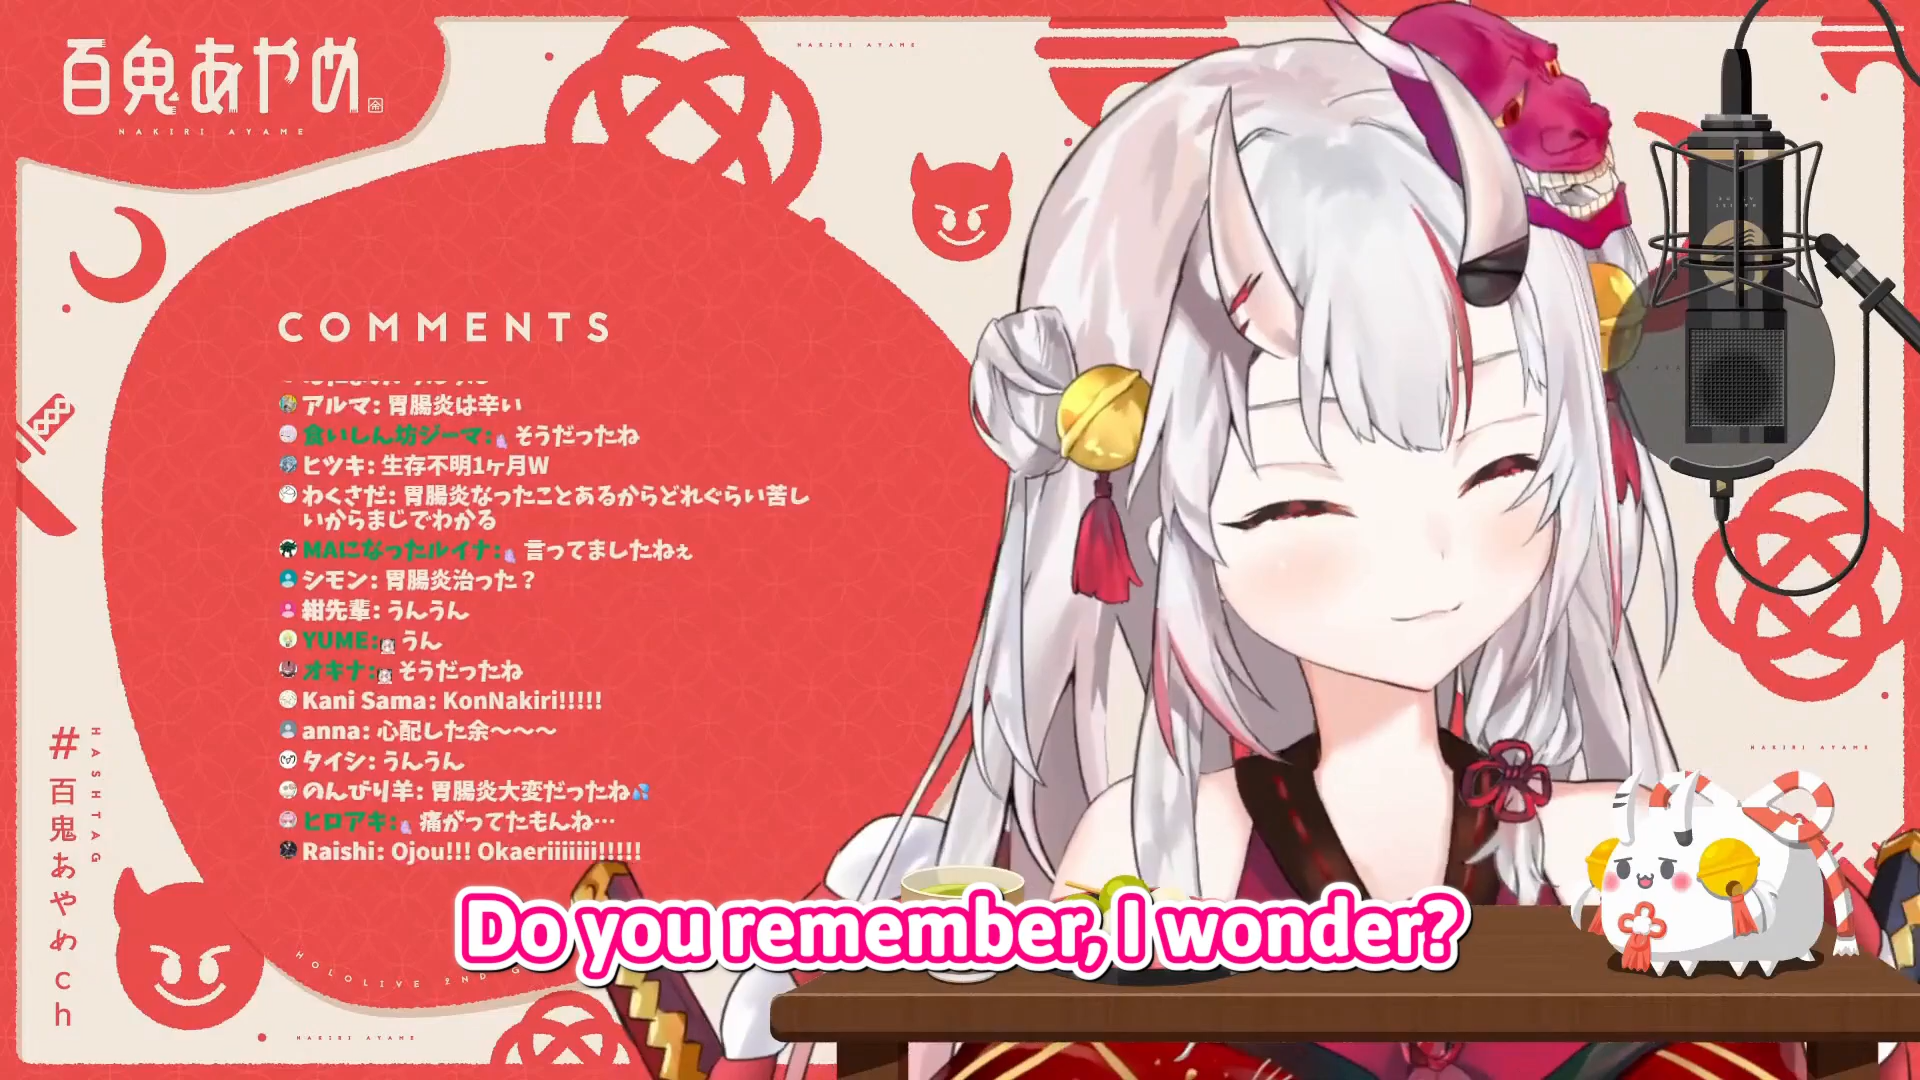 百鬼あやめ
NAKIRI AYAME
NAKIRI AYAME
COMMENTS
アルマ: 胃腸炎は辛い
食いしん坊ジーマ: そうだったね
ヒツキ: 生存不明1ヶ月W
わくさだ: 胃腸炎なったことあるからどれぐらい苦し
いからまじでわかる
MAになったルイナ: 言ってましたねぇ
シモン: 胃腸炎治った？
紺先輩: うんうん
YUME: うん
オキナ: そうだったね
Kani Sama: KonNakiri!!!!!
anna: 心配した余～～～
タイシ: うんうん
のんびり羊: 胃腸炎大変だったね💦
ヒロアキ: 痛がってたもんね…
Raishi: Ojou!!! Okaeriiiiiii!!!!!
#百鬼あやめch
HASHTAG
HOLOLIVE 2ND G
NAKIRI AYAME
NAKIRI AYAME
Do you remember, I wonder?